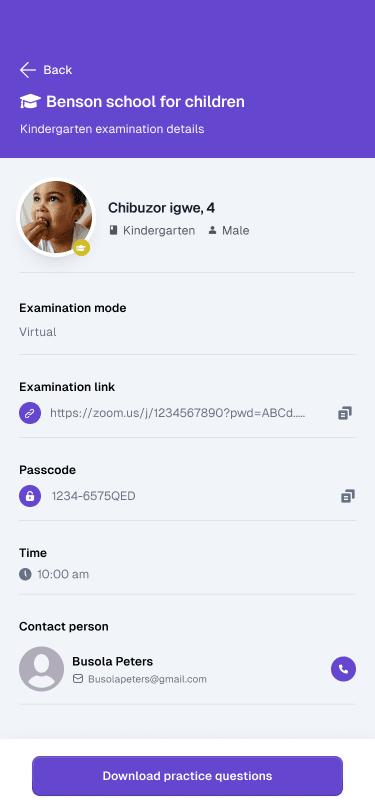 Back
Benson school for children
Kindergarten examination details
Chibuzor igwe, 4
Kindergarten Male
Examination mode
Virtual
Examination link
https://zoom.us/j/1234567890?pwd=ABCd.....
Passcode
1234-6575QED
Time
10:00 am
Contact person
Busola Peters
Busolapeters@gmail.com
Download practice questions